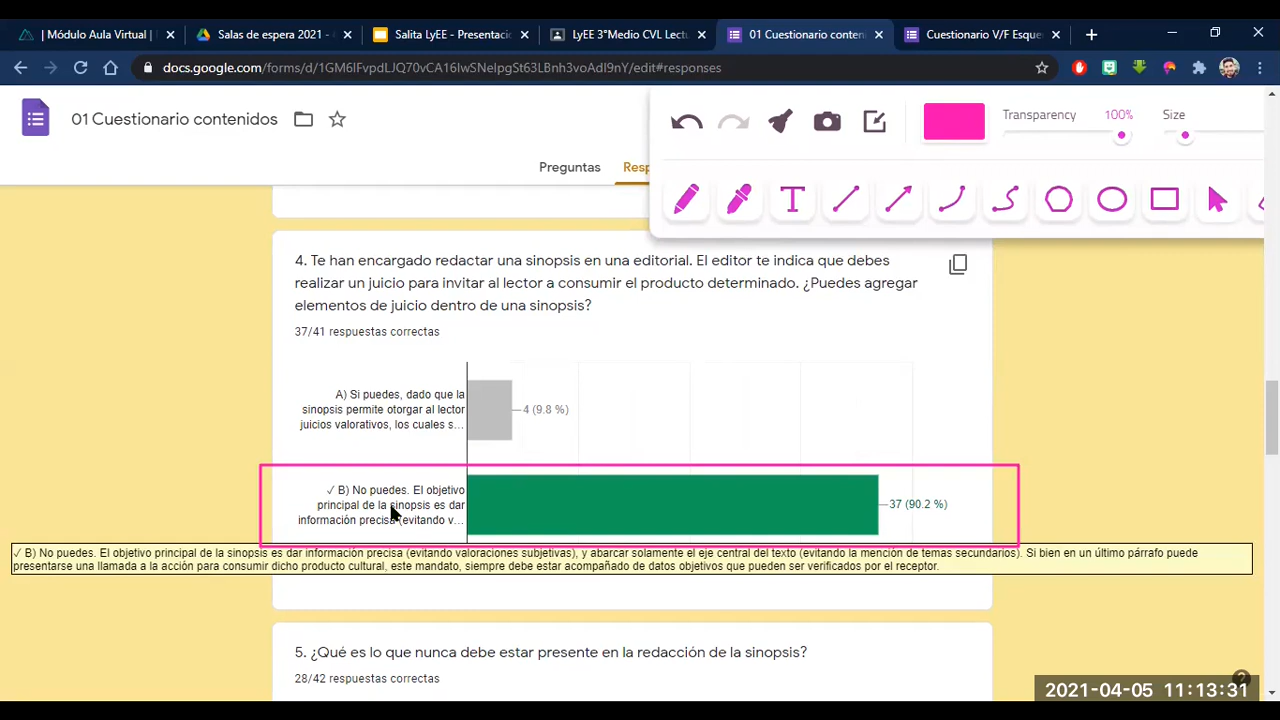 | Módulo Aula Virtual |
Salas de espera 2021 -
Salita LyEE - Presentacio
LyEE 3°Medio CVL Lectu
01 Cuestionario conten
Cuestionario V/F Esque
docs.google.com/forms/d/1GM6lFvpdLJQ70vCA16IwSNelpgSt63LBnh3voAdI9nY/edit#responses
01 Cuestionario contenidos
Transparency
100%
Size
Preguntas
Resp
4. Te han encargado redactar una sinopsis en una editorial. El editor te indica que debes
realizar un juicio para invitar al lector a consumir el producto determinado. ¿Puedes agregar
elementos de juicio dentro de una sinopsis?
37/41 respuestas correctas
A) Si puedes, dado que la
sinopsis permite otorgar al lector
juicios valorativos, los cuales s...
4 (9.8 %)
✓ B) No puedes. El objetivo
principal de la sinopsis es dar
información precisa (evitando v...
37 (90.2 %)
✓ B) No puedes. El objetivo principal de la sinopsis es dar información precisa (evitando valoraciones subjetivas), y abarcar solamente el eje central del texto (evitando la mención de temas secundarios). Si bien en un último párrafo puede
presentarse una llamada a la acción para consumir dicho producto cultural, este mandato, siempre debe estar acompañado de datos objetivos que pueden ser verificados por el receptor.
5. ¿Qué es lo que nunca debe estar presente en la redacción de la sinopsis?
28/42 respuestas correctas
2021-04-05 11:13:31